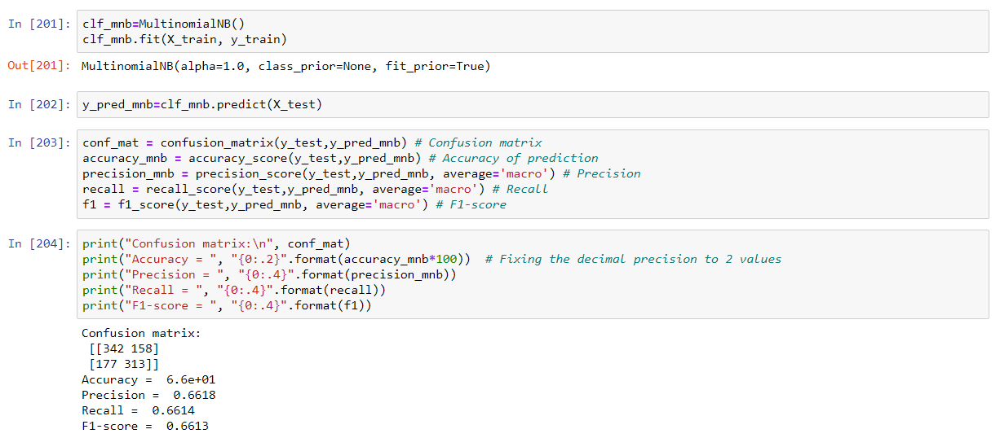 In [201]: clf_mnb=MultinomialNB()
clf_mnb.fit(X_train, y_train)
Out[201]: MultinomialNB(alpha=1.0, class_prior=None, fit_prior=True)
In [202]: y_pred_mnb=clf_mnb.predict(X_test)
In [203]: conf_mat = confusion_matrix(y_test,y_pred_mnb) # Confusion matrix
accuracy_mnb = accuracy_score(y_test,y_pred_mnb) # Accuracy of prediction
precision_mnb = precision_score(y_test,y_pred_mnb, average='macro') # Precision
recall = recall_score(y_test,y_pred_mnb, average='macro') # Recall
f1 = f1_score(y_test,y_pred_mnb, average='macro') # F1-score
In [204]: print("Confusion matrix:\n", conf_mat)
print("Accuracy = ", "{0:.2}".format(accuracy_mnb*100))  # Fixing the decimal precision to 2 values
print("Precision = ", "{0:.4}".format(precision_mnb))
print("Recall = ", "{0:.4}".format(recall))
print("F1-score = ", "{0:.4}".format(f1))
Confusion matrix:
[[342 158]
[177 313]]
Accuracy =  6.6e+01
Precision =  0.6618
Recall =  0.6614
F1-score =  0.6613